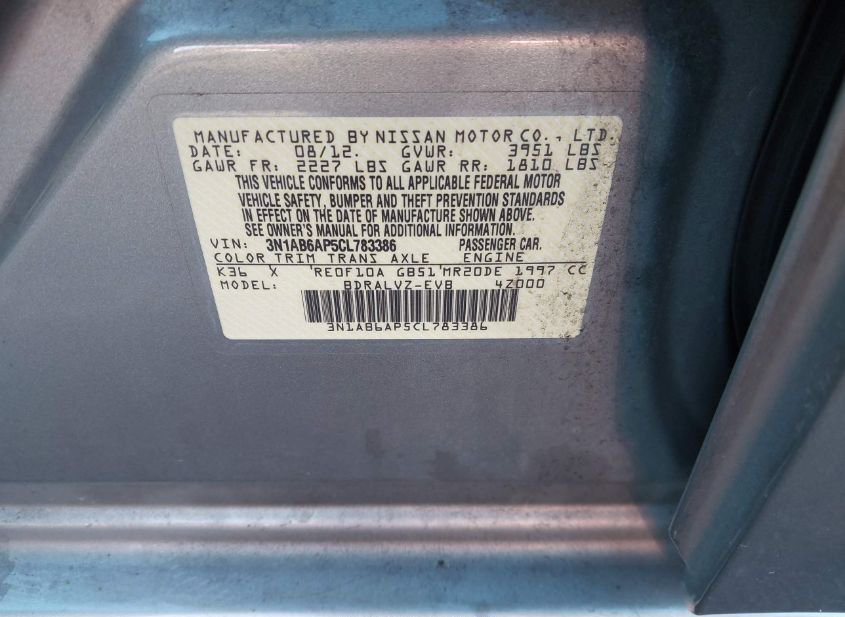 MANUFACTURED BY NISSAN MOTOR CO., LTD.
DATE: 08/12. GVWR: 3951 LBS
GAWR FR: 2227 LBS GAWR RR: 1810 LBS
THIS VEHICLE CONFORMS TO ALL APPLICABLE FEDERAL MOTOR
VEHICLE SAFETY, BUMPER AND THEFT PREVENTION STANDARDS
IN EFFECT ON THE DATE OF MANUFACTURE SHOWN ABOVE.
SEE OWNER'S MANUAL FOR ADDITIONAL INFORMATION.
VIN: 3N1AB6AP5CL783386 PASSENGER CAR.
COLOR TRIM TRANS AXLE ENGINE
K36 X 'RE0F10A GB51'MR20DE 1997 CC
MODEL: BDRALVZ-EVB 4Z000
3N1AB6AP5CL783386